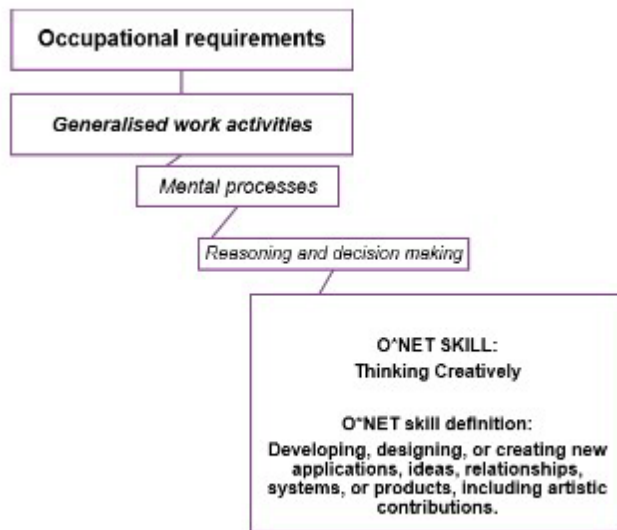 Occupational requirements
Generalised work activities
Mental processes
Reasoning and decision making
O*NET SKILL:
Thinking Creatively
O*NET skill definition:
Developing, designing, or creating new
applications, ideas, relationships,
systems, or products, including artistic
contributions.